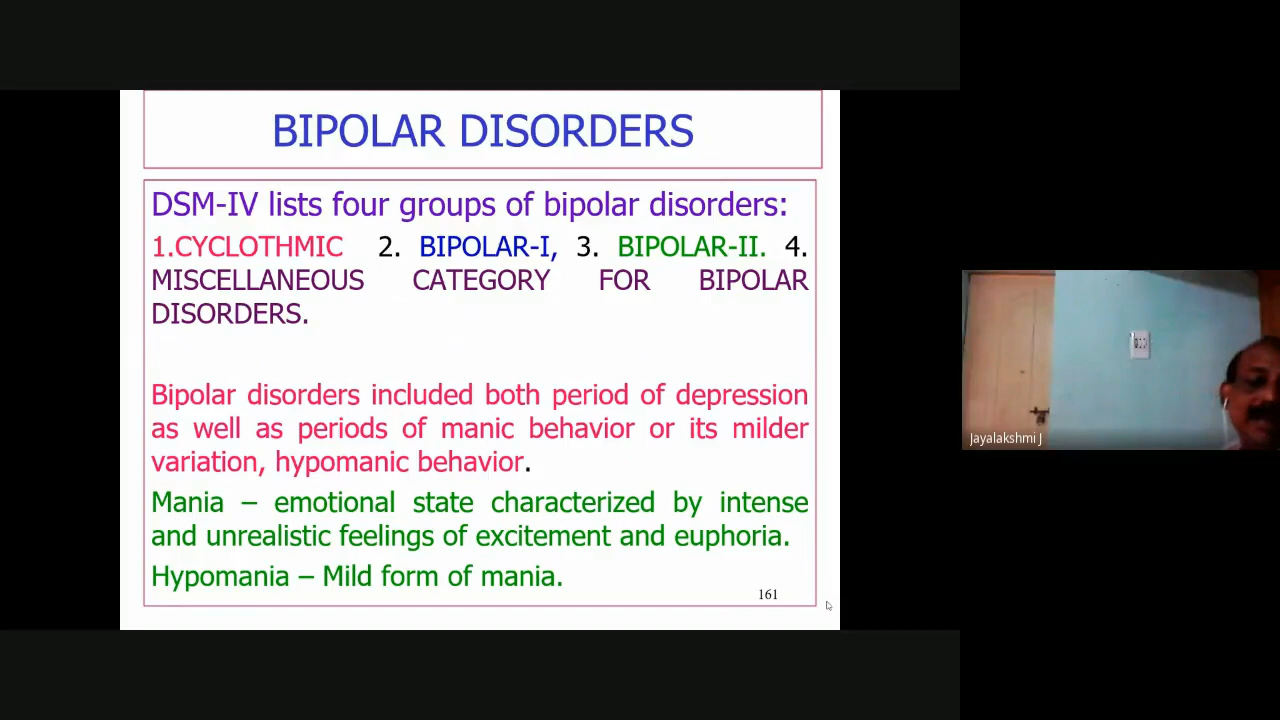 BIPOLAR DISORDERS
DSM-IV lists four groups of bipolar disorders:
1.CYCLOTHMIC 2. BIPOLAR-I, 3. BIPOLAR-II. 4.
MISCELLANEOUS CATEGORY FOR BIPOLAR
DISORDERS.
Bipolar disorders included both period of depression
as well as periods of manic behavior or its milder
variation, hypomanic behavior.
Mania – emotional state characterized by intense
and unrealistic feelings of excitement and euphoria.
Hypomania – Mild form of mania.
161
Jayalakshmi J